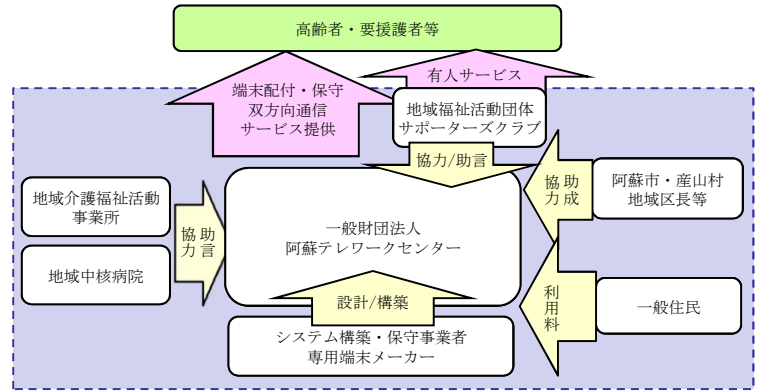 高齢者・要援護者等
有人サービス
端末配付・保守
双方向通信
サービス提供
地域福祉活動団体
サポーターズクラブ
協力/助言
地域介護福祉活動
事業所
地域中核病院
助言
協力
一般財団法人
阿蘇テレワークセンター
助成
協力
阿蘇市・産山村
地域区長等
設計/構築
利用料
一般住民
システム構築・保守事業者
専用端末メーカー